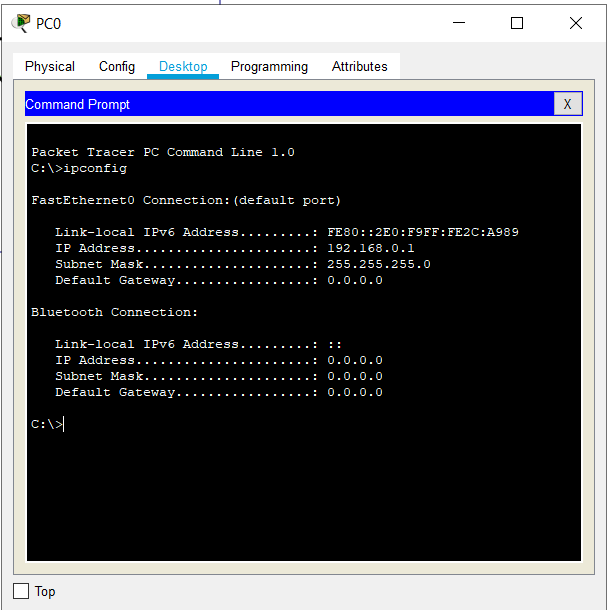 PC0
Physical Config Desktop Programming Attributes
Command Prompt X
Packet Tracer PC Command Line 1.0
C:\>ipconfig
FastEthernet0 Connection:(default port)
Link-local IPv6 Address.........: FE80::2E0:F9FF:FE2C:A989
IP Address......................: 192.168.0.1
Subnet Mask.....................: 255.255.255.0
Default Gateway.................: 0.0.0.0
Bluetooth Connection:
Link-local IPv6 Address.........: ::
IP Address......................: 0.0.0.0
Subnet Mask.....................: 0.0.0.0
Default Gateway.................: 0.0.0.0
C:\>
Top